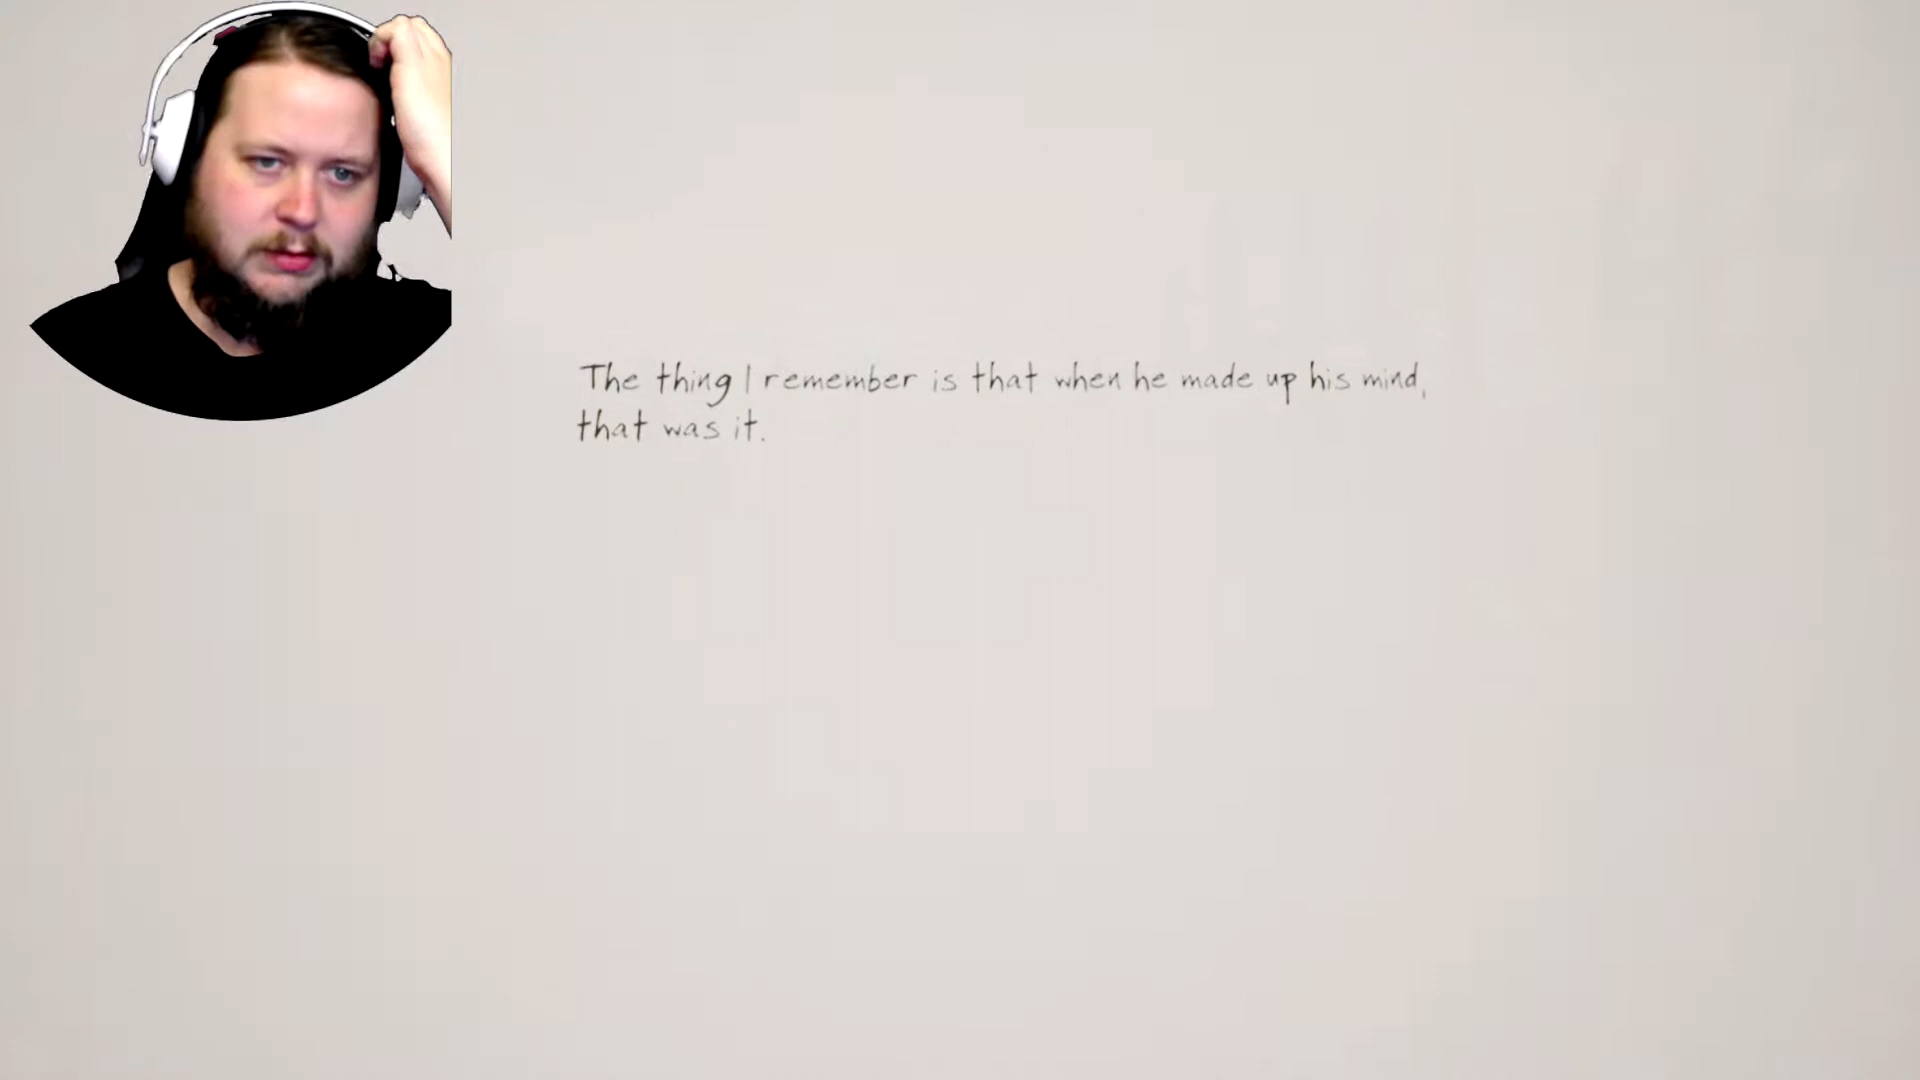 The thing I remember is that when he made up his mind,
that was it.